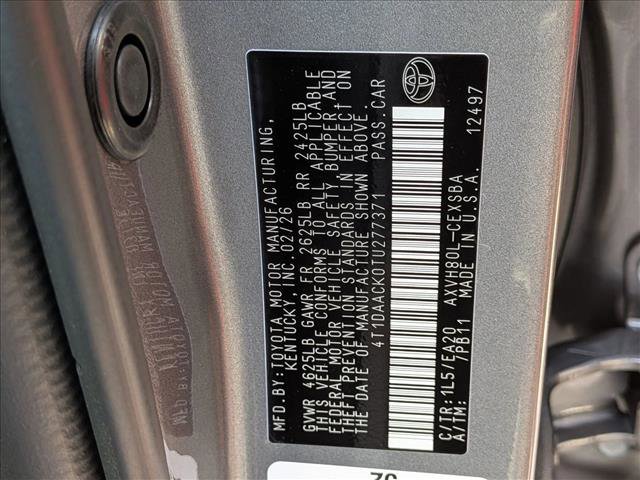 MFD.BY:TOYOTA MOTOR MANUFACTURING,
KENTUCKY, INC. 02/26
GVWR 4625LB GAWR FR 2625LB RR 2425LB
THIS VEHICLE CONFORMS TO ALL APPLICABLE
FEDERAL MOTOR VEHICLE SAFETY BUMPER, AND
THEFT PREVENTION STANDARDS IN EFFECT ON
THE DATE OF MANUFACTURE SHOWN ABOVE.
4T1DAACK0TU277371 PASS.CAR
C/TR:1L5/EA20 AXVH80L-CEXSBA
A/TM: /PB11 MADE IN U.S.A. 12497